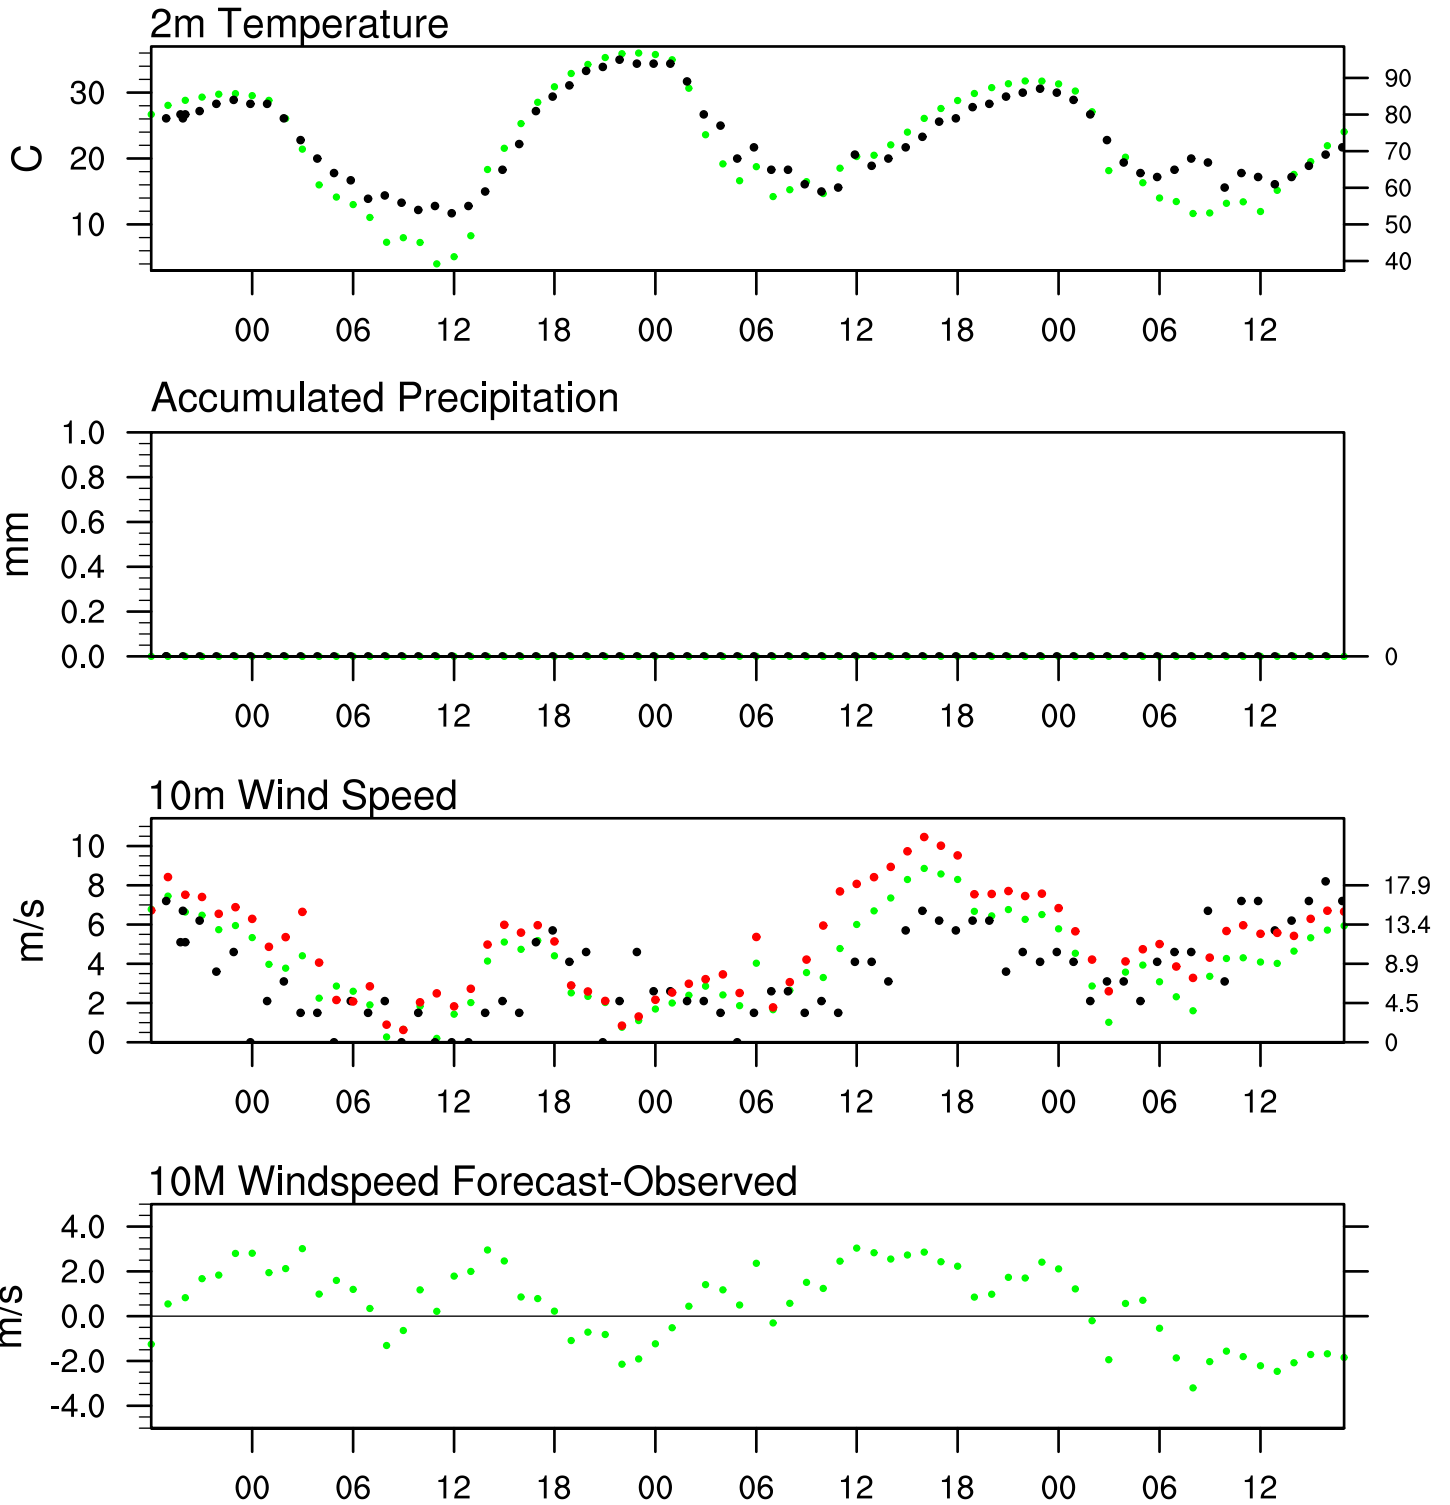 2m Temperature
30
20
10
C
90
80
70
60
50
40
00 06 12 18 00 06 12 18 00 06 12
Accumulated Precipitation
1.0
0.8
0.6
0.4
0.2
0.0
mm
0
00 06 12 18 00 06 12 18 00 06 12
10m Wind Speed
10
8
6
4
2
0
m/s
17.9
13.4
8.9
4.5
0
00 06 12 18 00 06 12 18 00 06 12
10M Windspeed Forecast-Observed
4.0
2.0
0.0
-2.0
-4.0
m/s
00 06 12 18 00 06 12 18 00 06 12